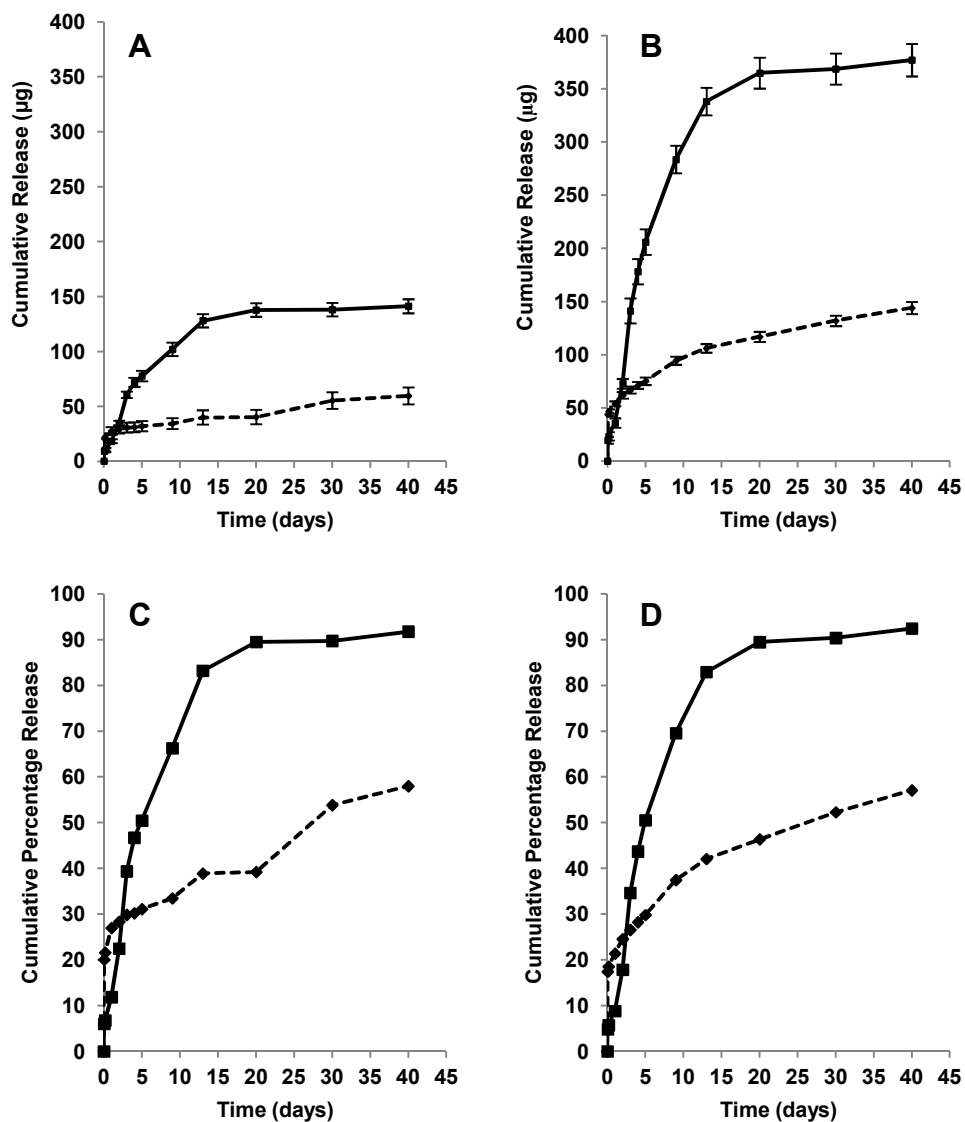 A
Cumulative Release (µg)
400
350
300
250
200
150
100
50
0
0 5 10 15 20 25 30 35 40 45
Time (days)
B
Cumulative Release (µg)
400
350
300
250
200
150
100
50
0
0 5 10 15 20 25 30 35 40 45
Time (days)
C
Cumulative Percentage Release
100
90
80
70
60
50
40
30
20
10
0
0 5 10 15 20 25 30 35 40 45
Time (days)
D
Cumulative Percentage Release
100
90
80
70
60
50
40
30
20
10
0
0 5 10 15 20 25 30 35 40 45
Time (days)